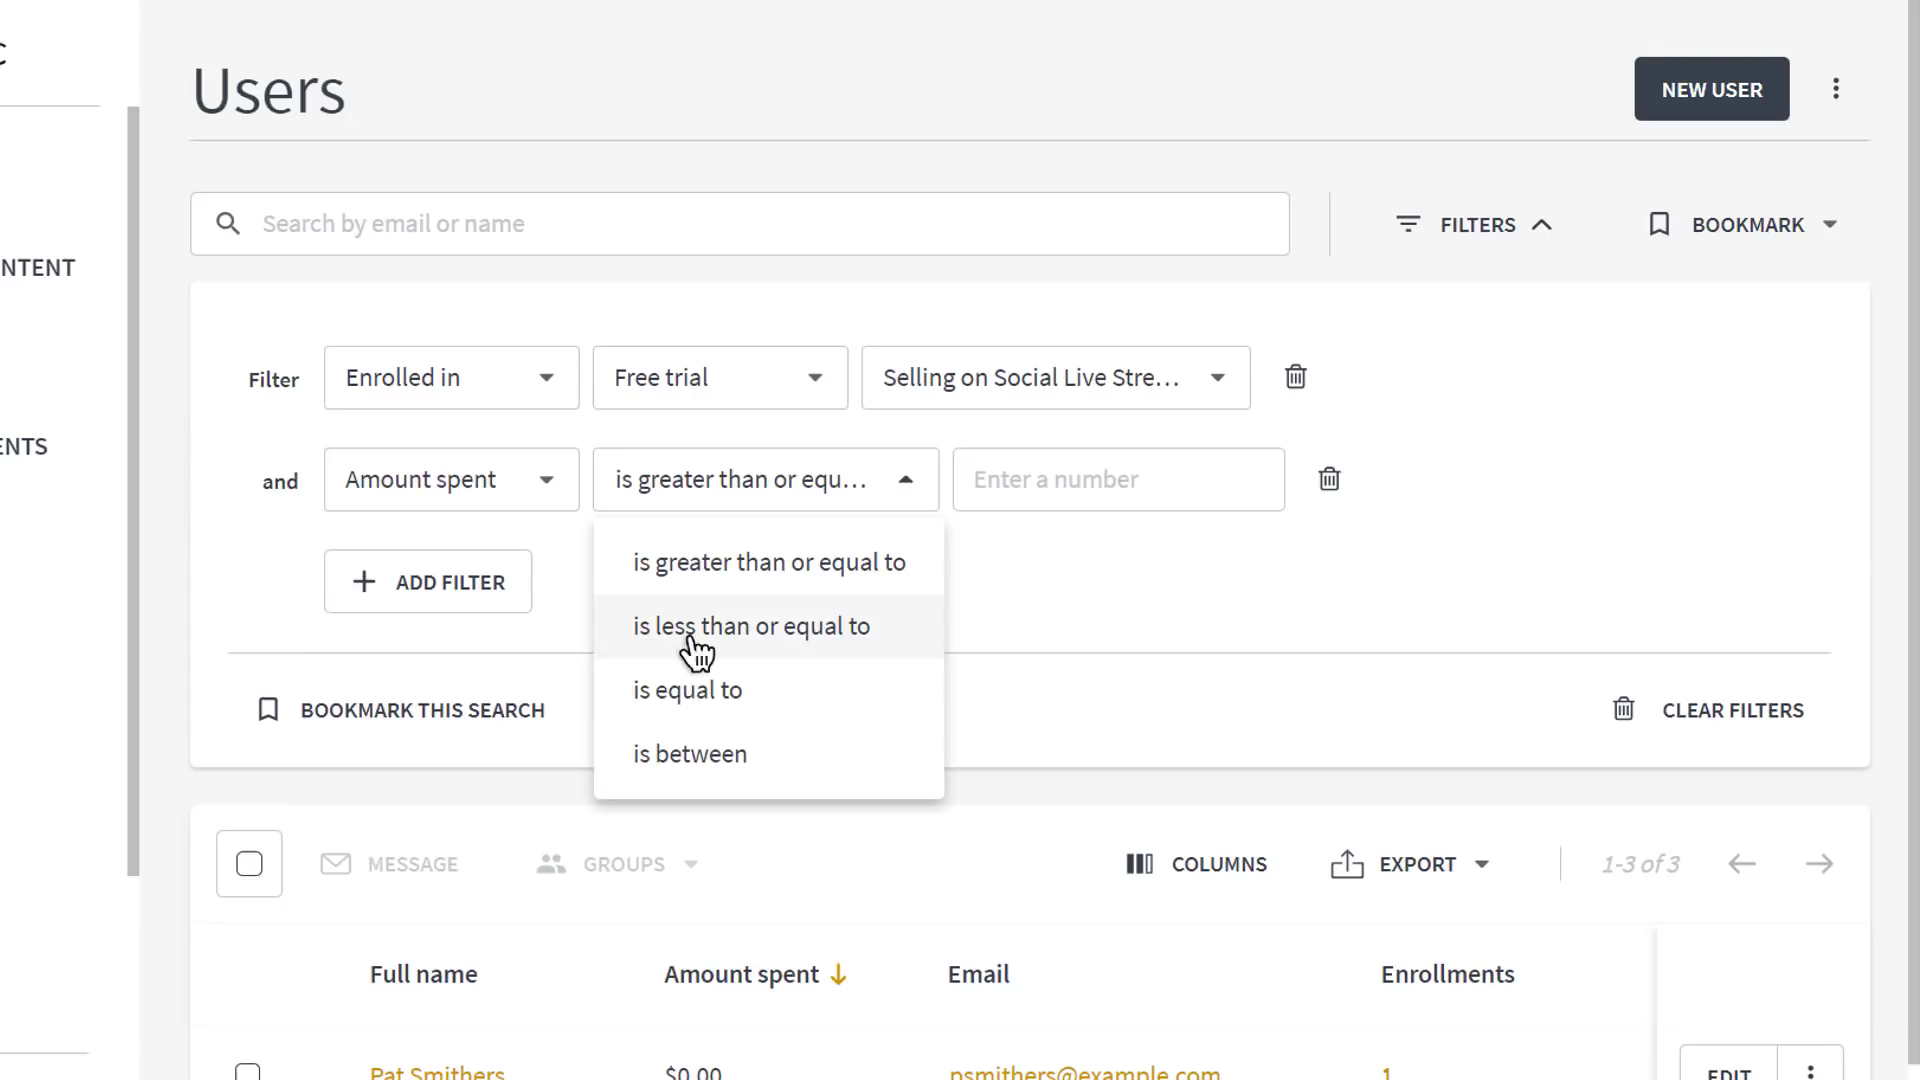 C
Users
NEW USER
Search by email or name
FILTERS
BOOKMARK
NTENT
Filter
Enrolled in
Free trial
Selling on Social Live Stre...
ENTS
and
Amount spent
is greater than or equ...
Enter a number
is greater than or equal to
ADD FILTER
is less than or equal to
is equal to
BOOKMARK THIS SEARCH
CLEAR FILTERS
is between
MESSAGE
GROUPS
COLUMNS
EXPORT
1-3 of 3
Full name
Amount spent
Email
Enrollments
Pat Smithers
$0.00
psmithers@example.com
1
EDIT